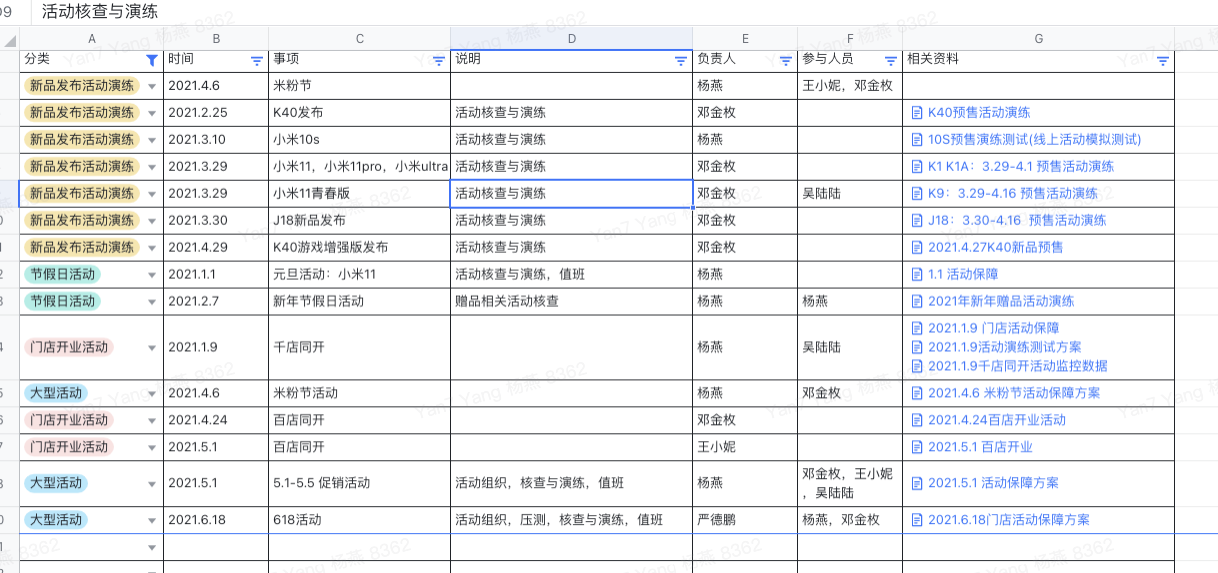 D9 活动核查与演练
A B C D E F G
分类 时间 事项 说明 负责人 参与人员 相关资料
新品发布活动演练 2021.4.6 米粉节 杨燕 王小妮，邓金枚
新品发布活动演练 2021.2.25 K40发布 活动核查与演练 邓金枚 K40预售活动演练
新品发布活动演练 2021.3.10 小米10s 活动核查与演练 杨燕 10S预售演练测试(线上活动模拟测试)
新品发布活动演练 2021.3.29 小米11，小米11pro，小米ultra 活动核查与演练 邓金枚 K1 K1A：3.29-4.1 预售活动演练
新品发布活动演练 2021.3.29 小米11青春版 活动核查与演练 邓金枚 吴陆陆 K9：3.29-4.16 预售活动演练
新品发布活动演练 2021.3.30 J18新品发布 活动核查与演练 邓金枚 J18：3.30-4.16 预售活动演练
新品发布活动演练 2021.4.29 K40游戏增强版发布 活动核查与演练 邓金枚 2021.4.27K40新品预售
节假日活动 2021.1.1 元旦活动：小米11 活动核查与演练，值班 杨燕 1.1 活动保障
节假日活动 2021.2.7 新年节假日活动 赠品相关活动核查 杨燕 杨燕 2021年新年赠品活动演练
门店开业活动 2021.1.9 千店同开 杨燕 吴陆陆 2021.1.9 门店活动保障
2021.1.9活动演练测试方案
2021.1.9千店同开活动监控数据
大型活动 2021.4.6 米粉节活动 杨燕 邓金枚 2021.4.6 米粉节活动保障方案
门店开业活动 2021.4.24 百店同开 邓金枚 2021.4.24百店开业活动
门店开业活动 2021.5.1 百店同开 王小妮 2021.5.1 百店开业
大型活动 2021.5.1 5.1-5.5 促销活动 活动组织，核查与演练，值班 杨燕 邓金枚，王小妮
，吴陆陆 2021.5.1 活动保障方案
大型活动 2021.6.18 618活动 活动组织，压测，核查与演练，值班 严德鹏 杨燕，邓金枚 2021.6.18门店活动保障方案
Yan7 Yang 杨燕 8362